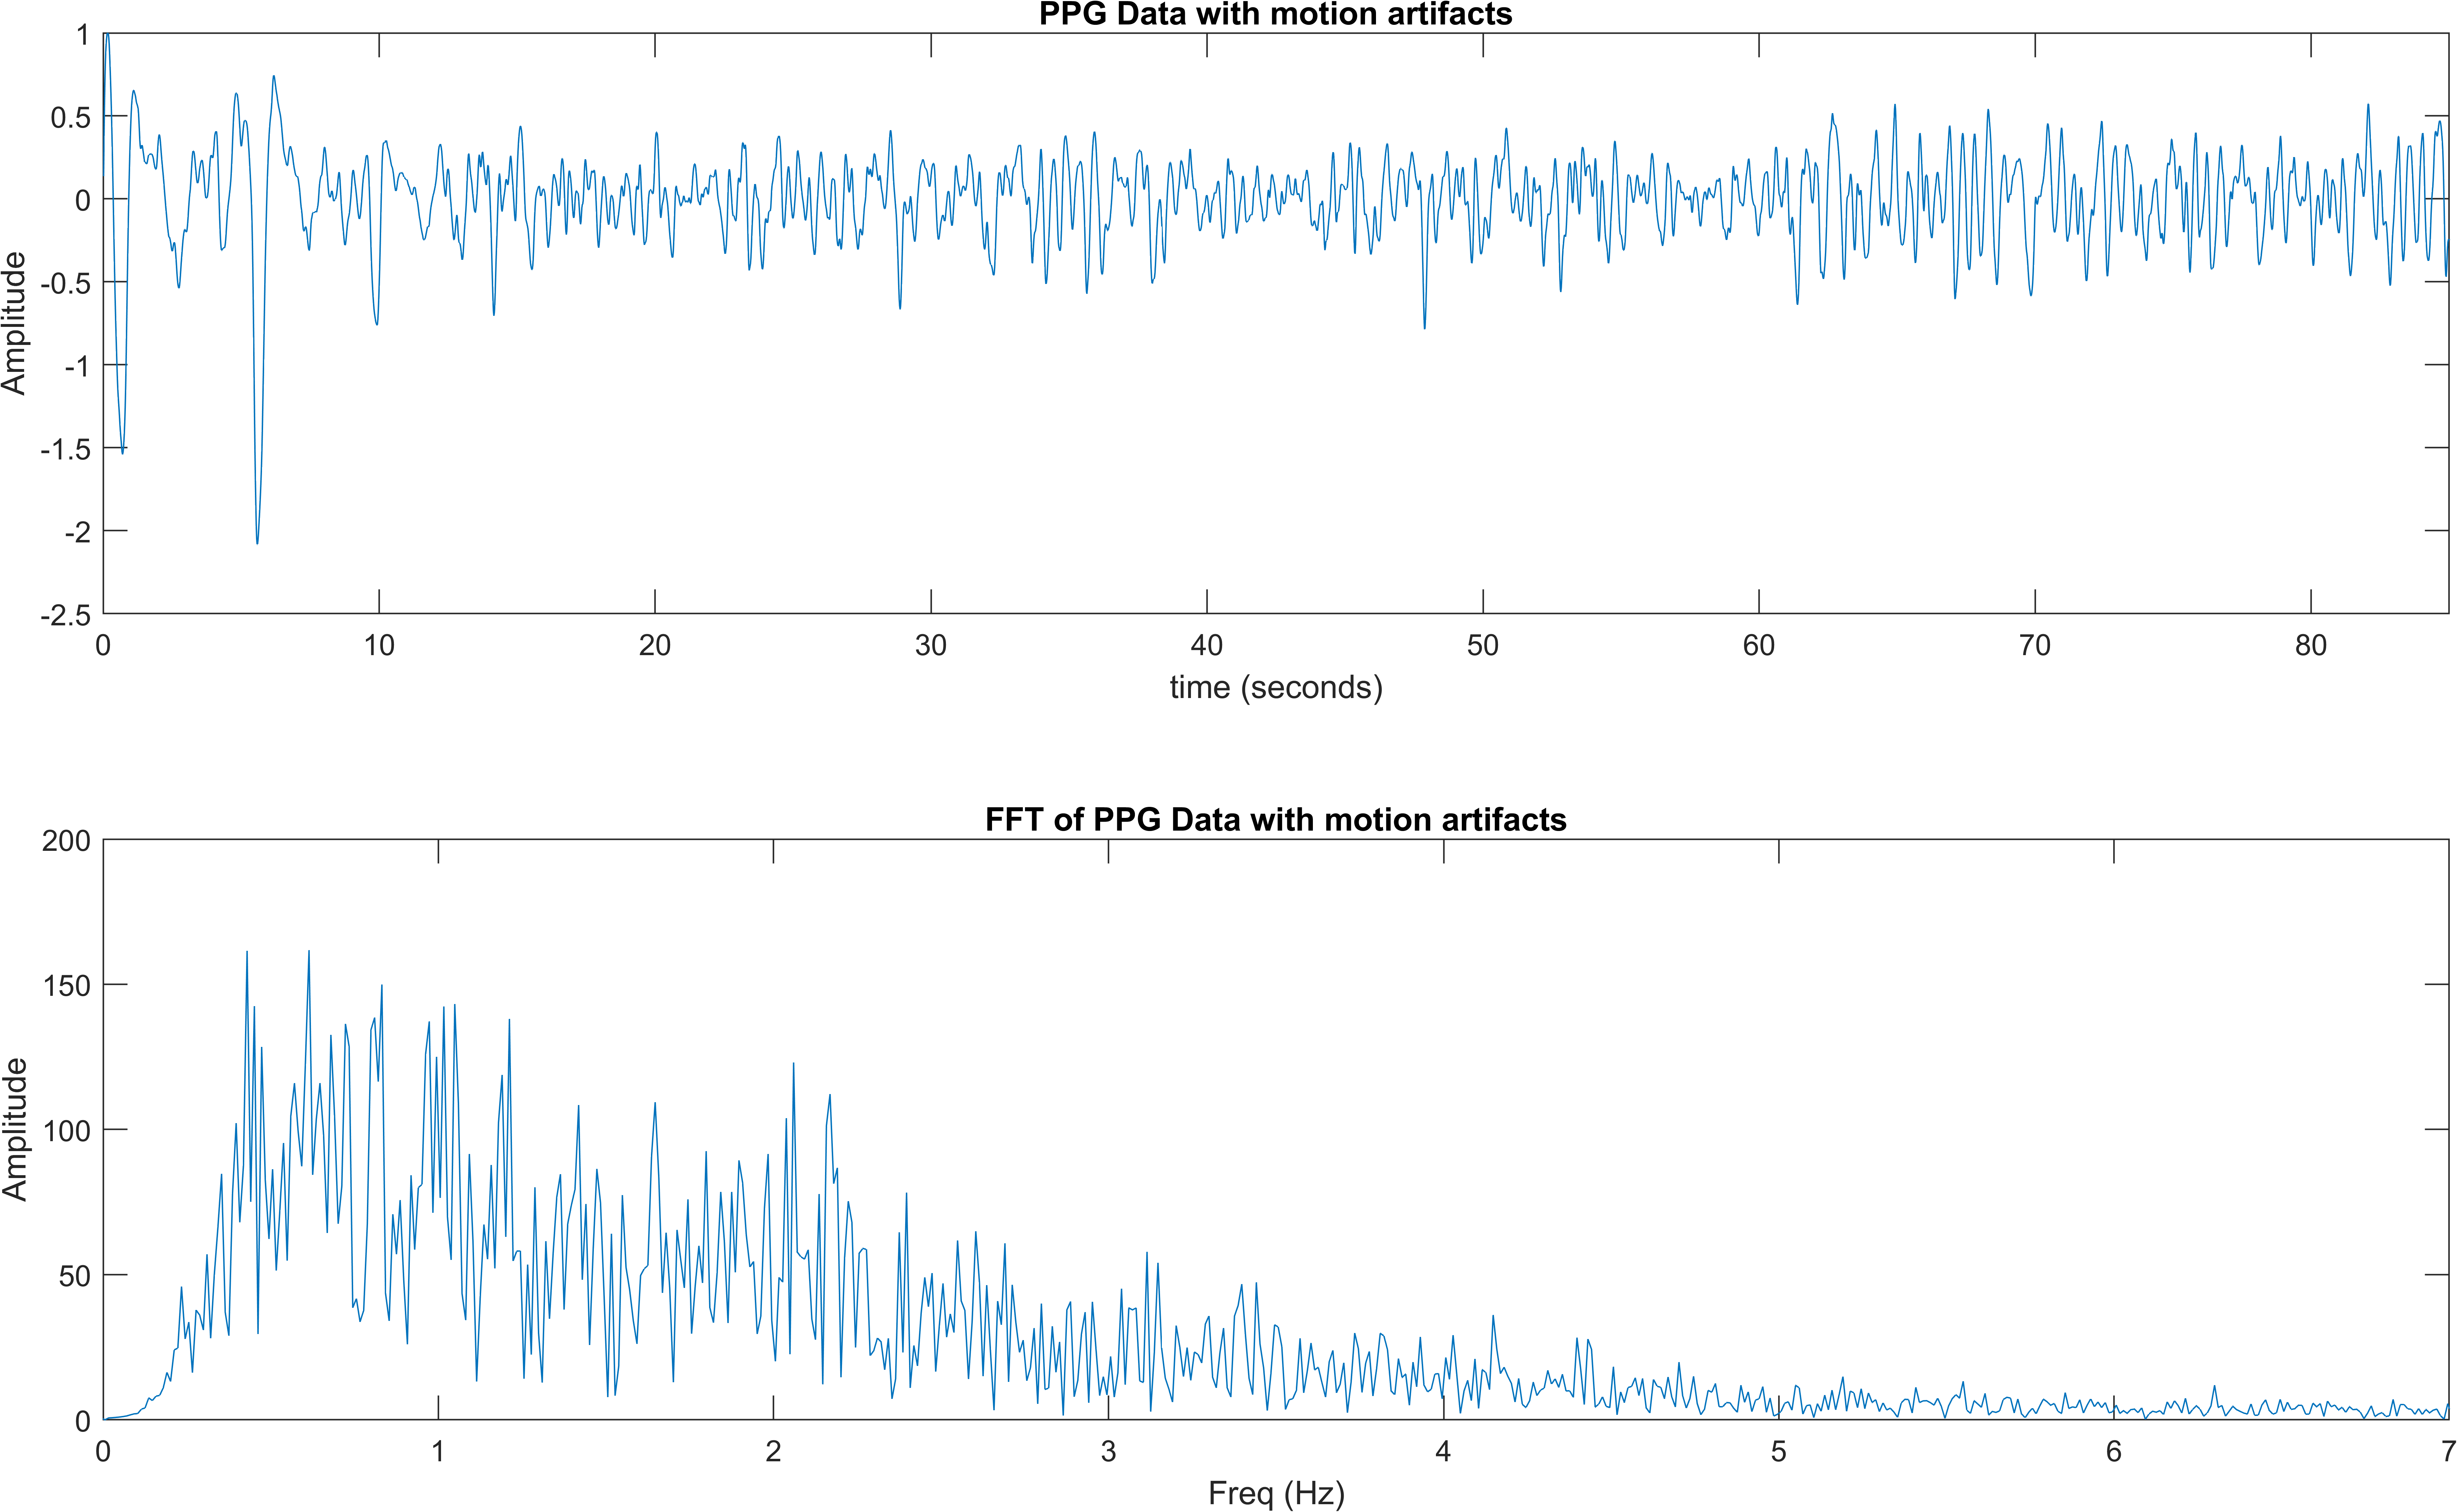 PPG Data with motion artifacts
1
0.5
0
-0.5
-1
-1.5
-2
-2.5
Amplitude
0 10 20 30 40 50 60 70 80
time (seconds)
FFT of PPG Data with motion artifacts
200
150
100
50
0
Amplitude
0 1 2 3 4 5 6 7
Freq (Hz)